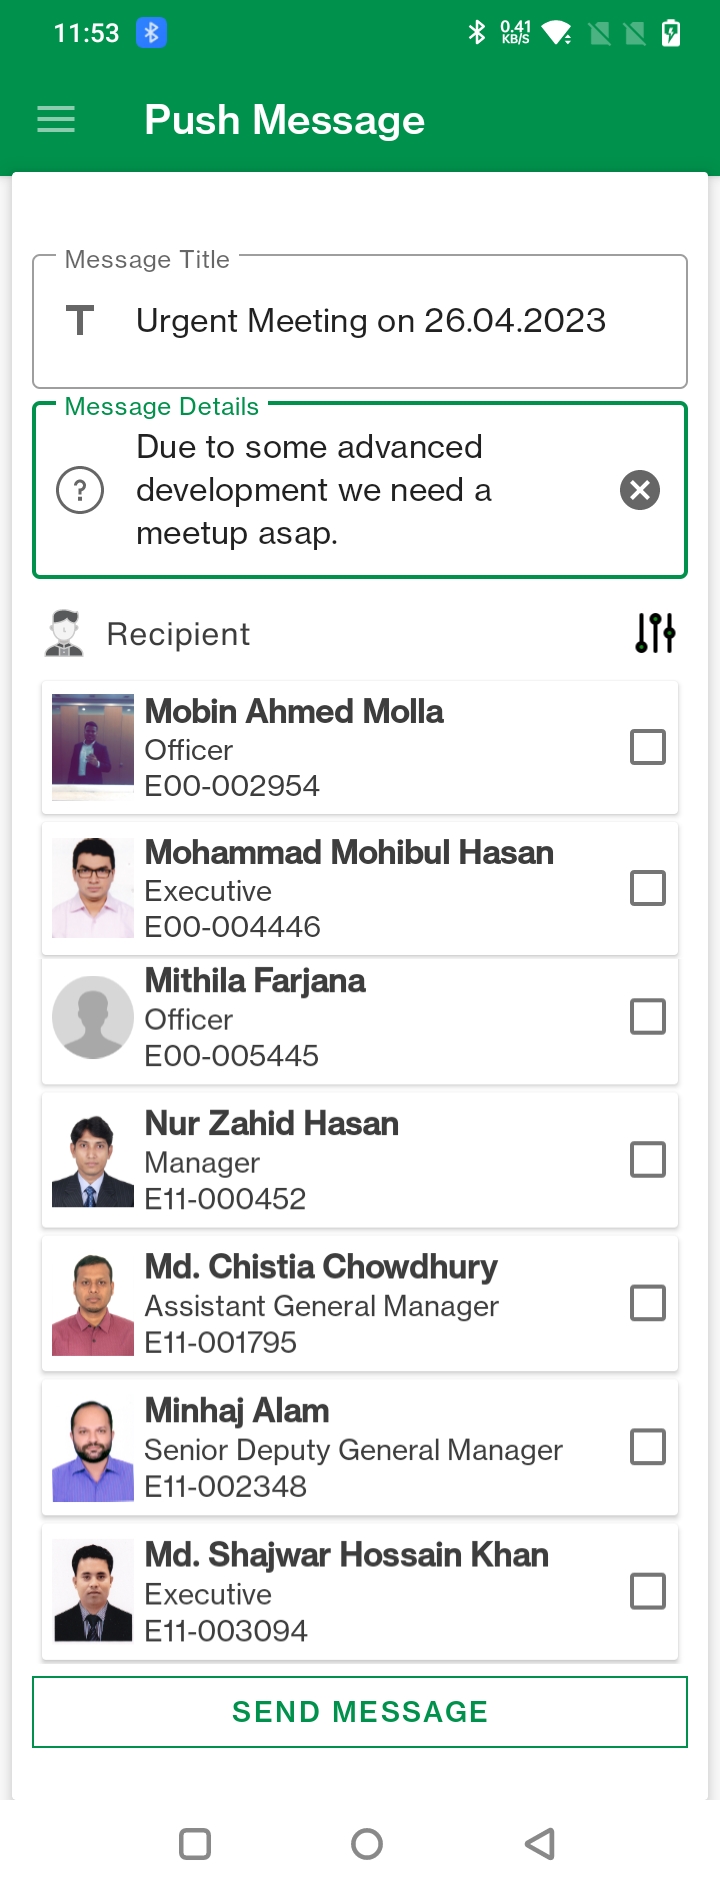 11:53
0.41
KB/S
Push Message
Message Title
T Urgent Meeting on 26.04.2023
Message Details
Due to some advanced
development we need a
meetup asap.
?
Recipient
Mobin Ahmed Molla
Officer
E00-002954
Mohammad Mohibul Hasan
Executive
E00-004446
Mithila Farjana
Officer
E00-005445
Nur Zahid Hasan
Manager
E11-000452
Md. Chistia Chowdhury
Assistant General Manager
E11-001795
Minhaj Alam
Senior Deputy General Manager
E11-002348
Md. Shajwar Hossain Khan
Executive
E11-003094
SEND MESSAGE